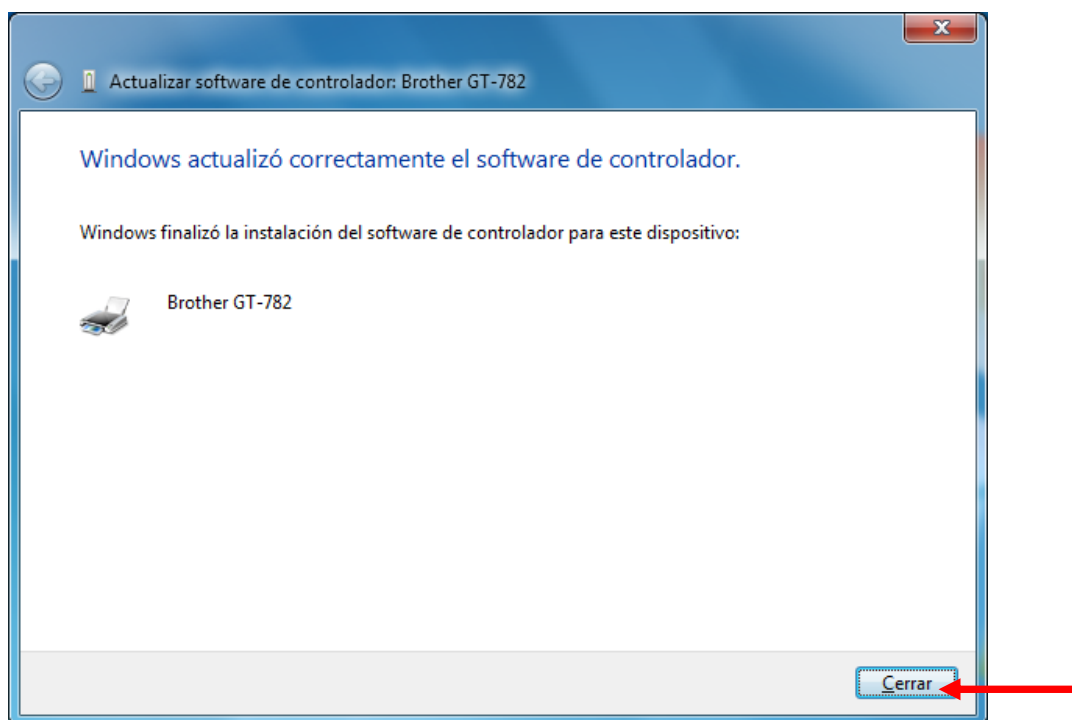 Actualizar software de controlador: Brother GT-782
Windows actualizó correctamente el software de controlador.
Windows finalizó la instalación del software de controlador para este dispositivo:
Brother GT-782
Cerrar